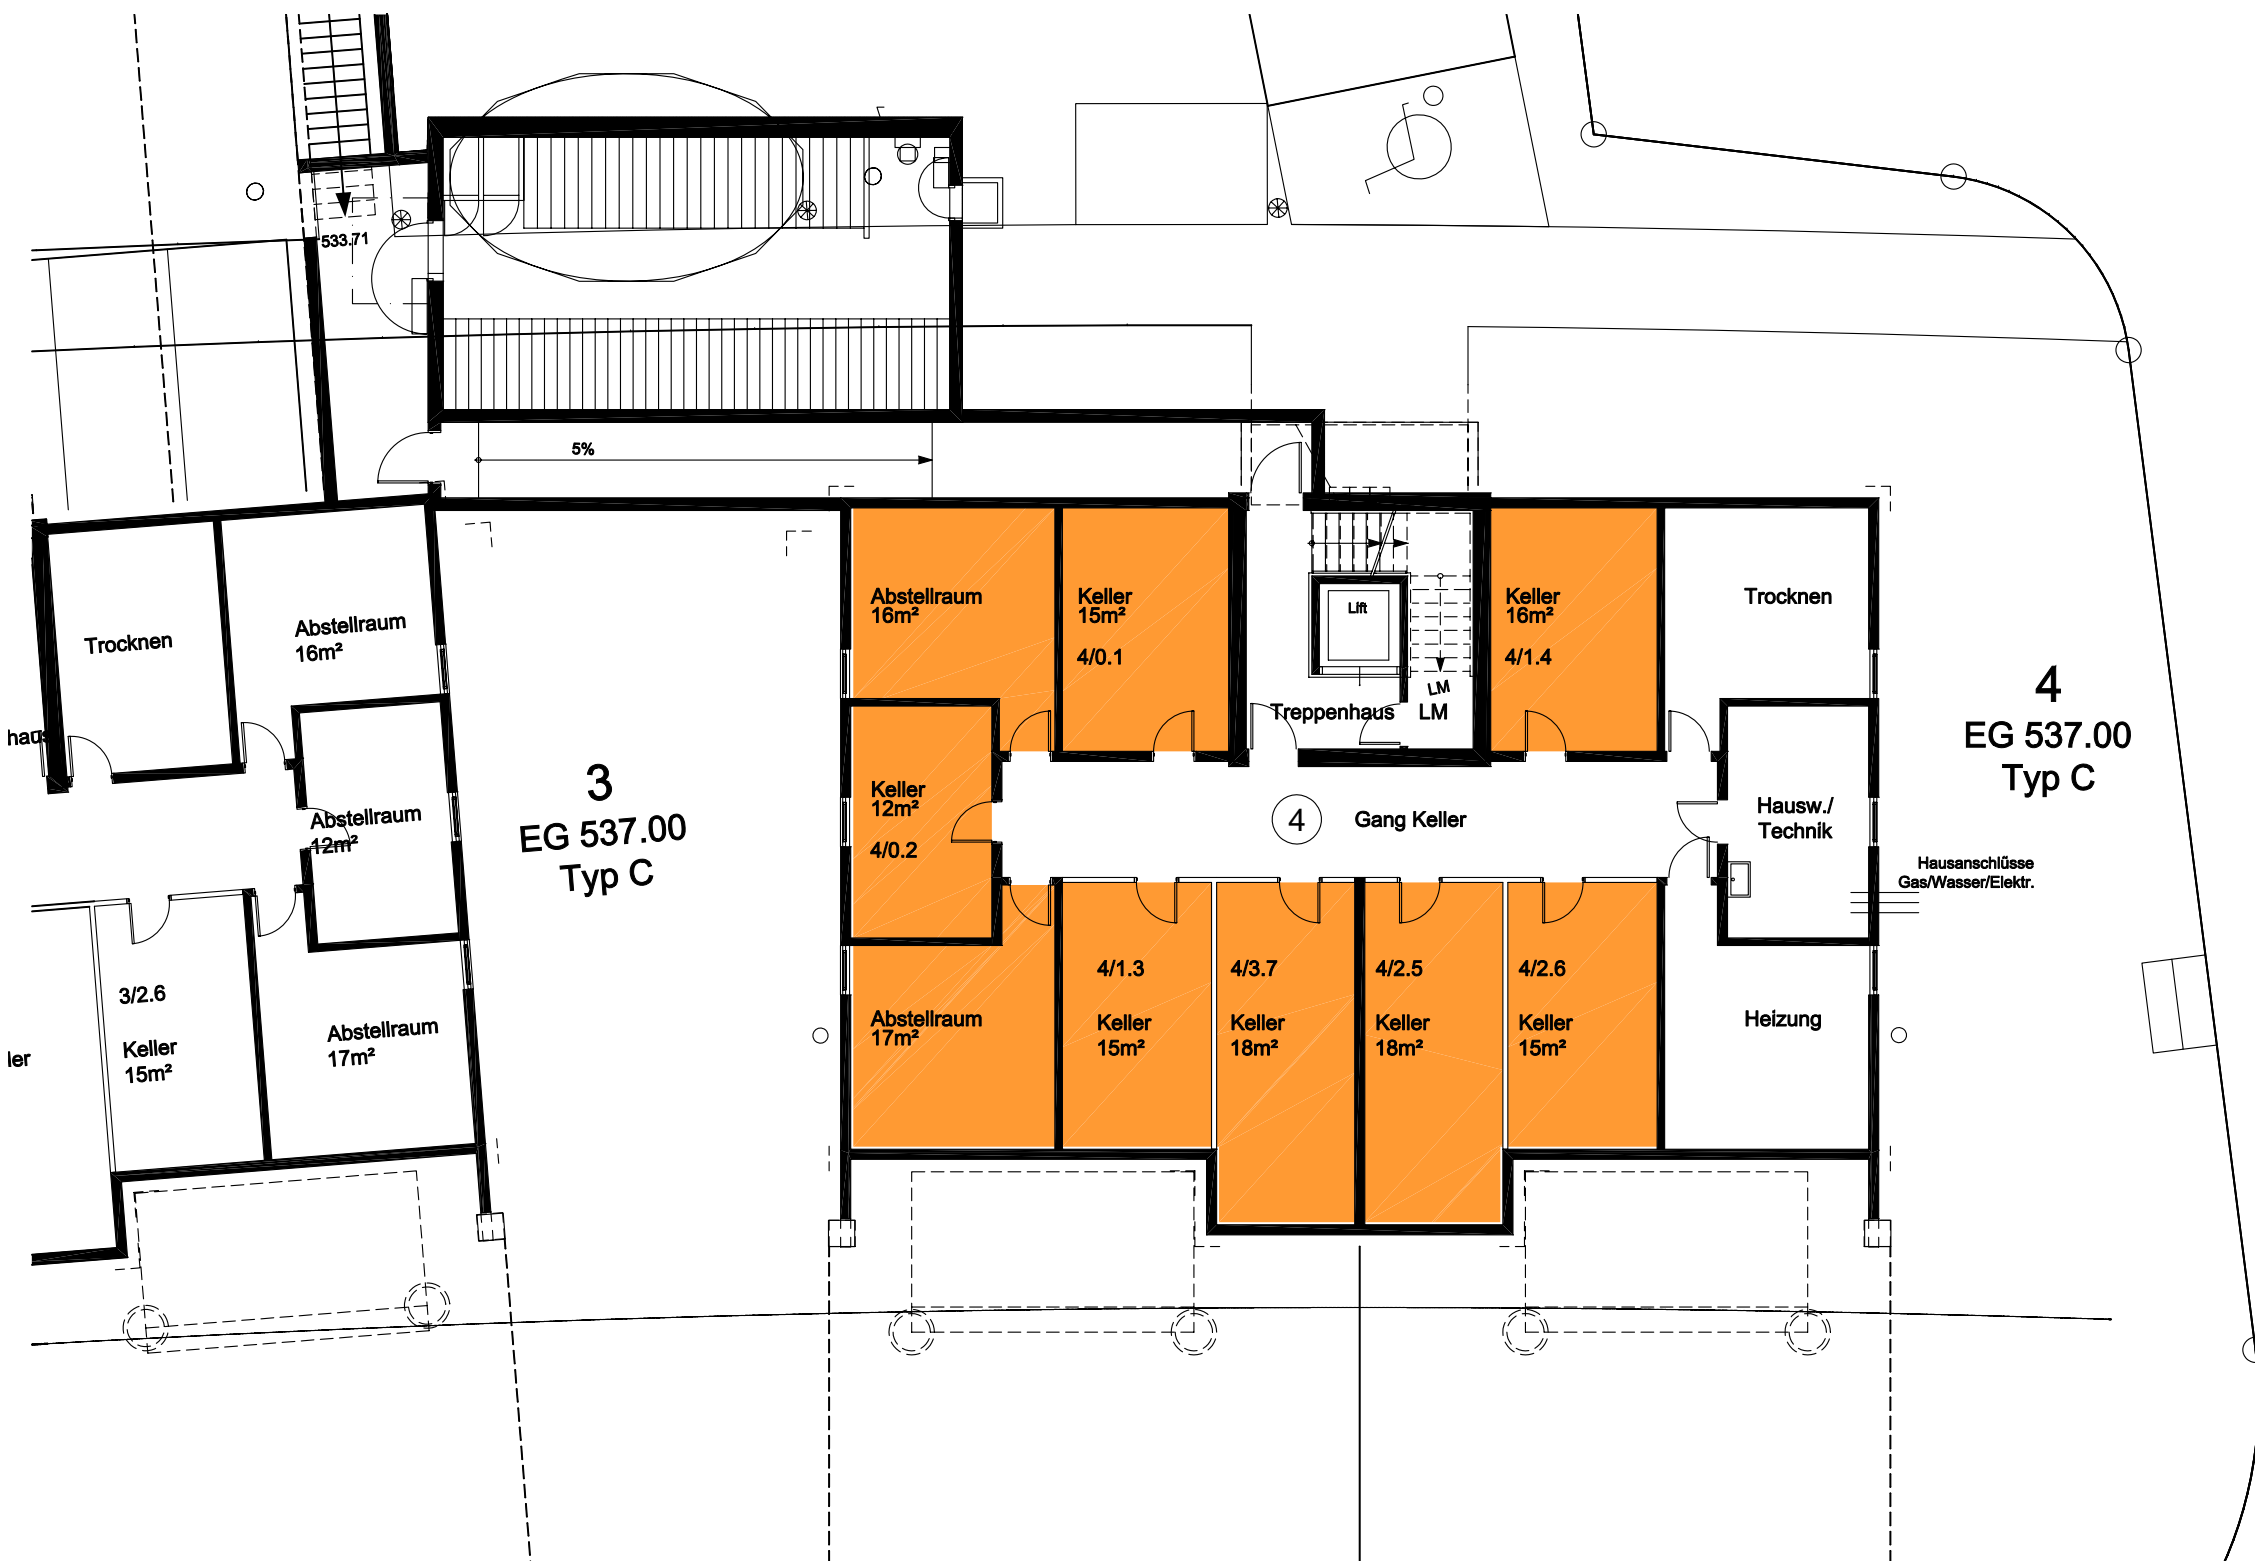 533.71
5%
Abstellraum
16m²
Keller
15m²
4/0.1
Lift
Keller
16m²
4/1.4
Trocknen
Trocknen
Abstellraum
16m²
LM
Treppenhaus
LM
4
EG 537.00
Typ C
haus
3
EG 537.00
Typ C
Abstellraum
12m²
Keller
12m²
4/0.2
4
Gang Keller
Hausw./
Technik
Hausanschlüsse
Gas/Wasser/Elektr.
3/2.6
Keller
15m²
Abstellraum
17m²
ler
Abstellraum
17m²
4/1.3
Keller
15m²
4/3.7
Keller
18m²
4/2.5
Keller
18m²
4/2.6
Keller
15m²
Heizung